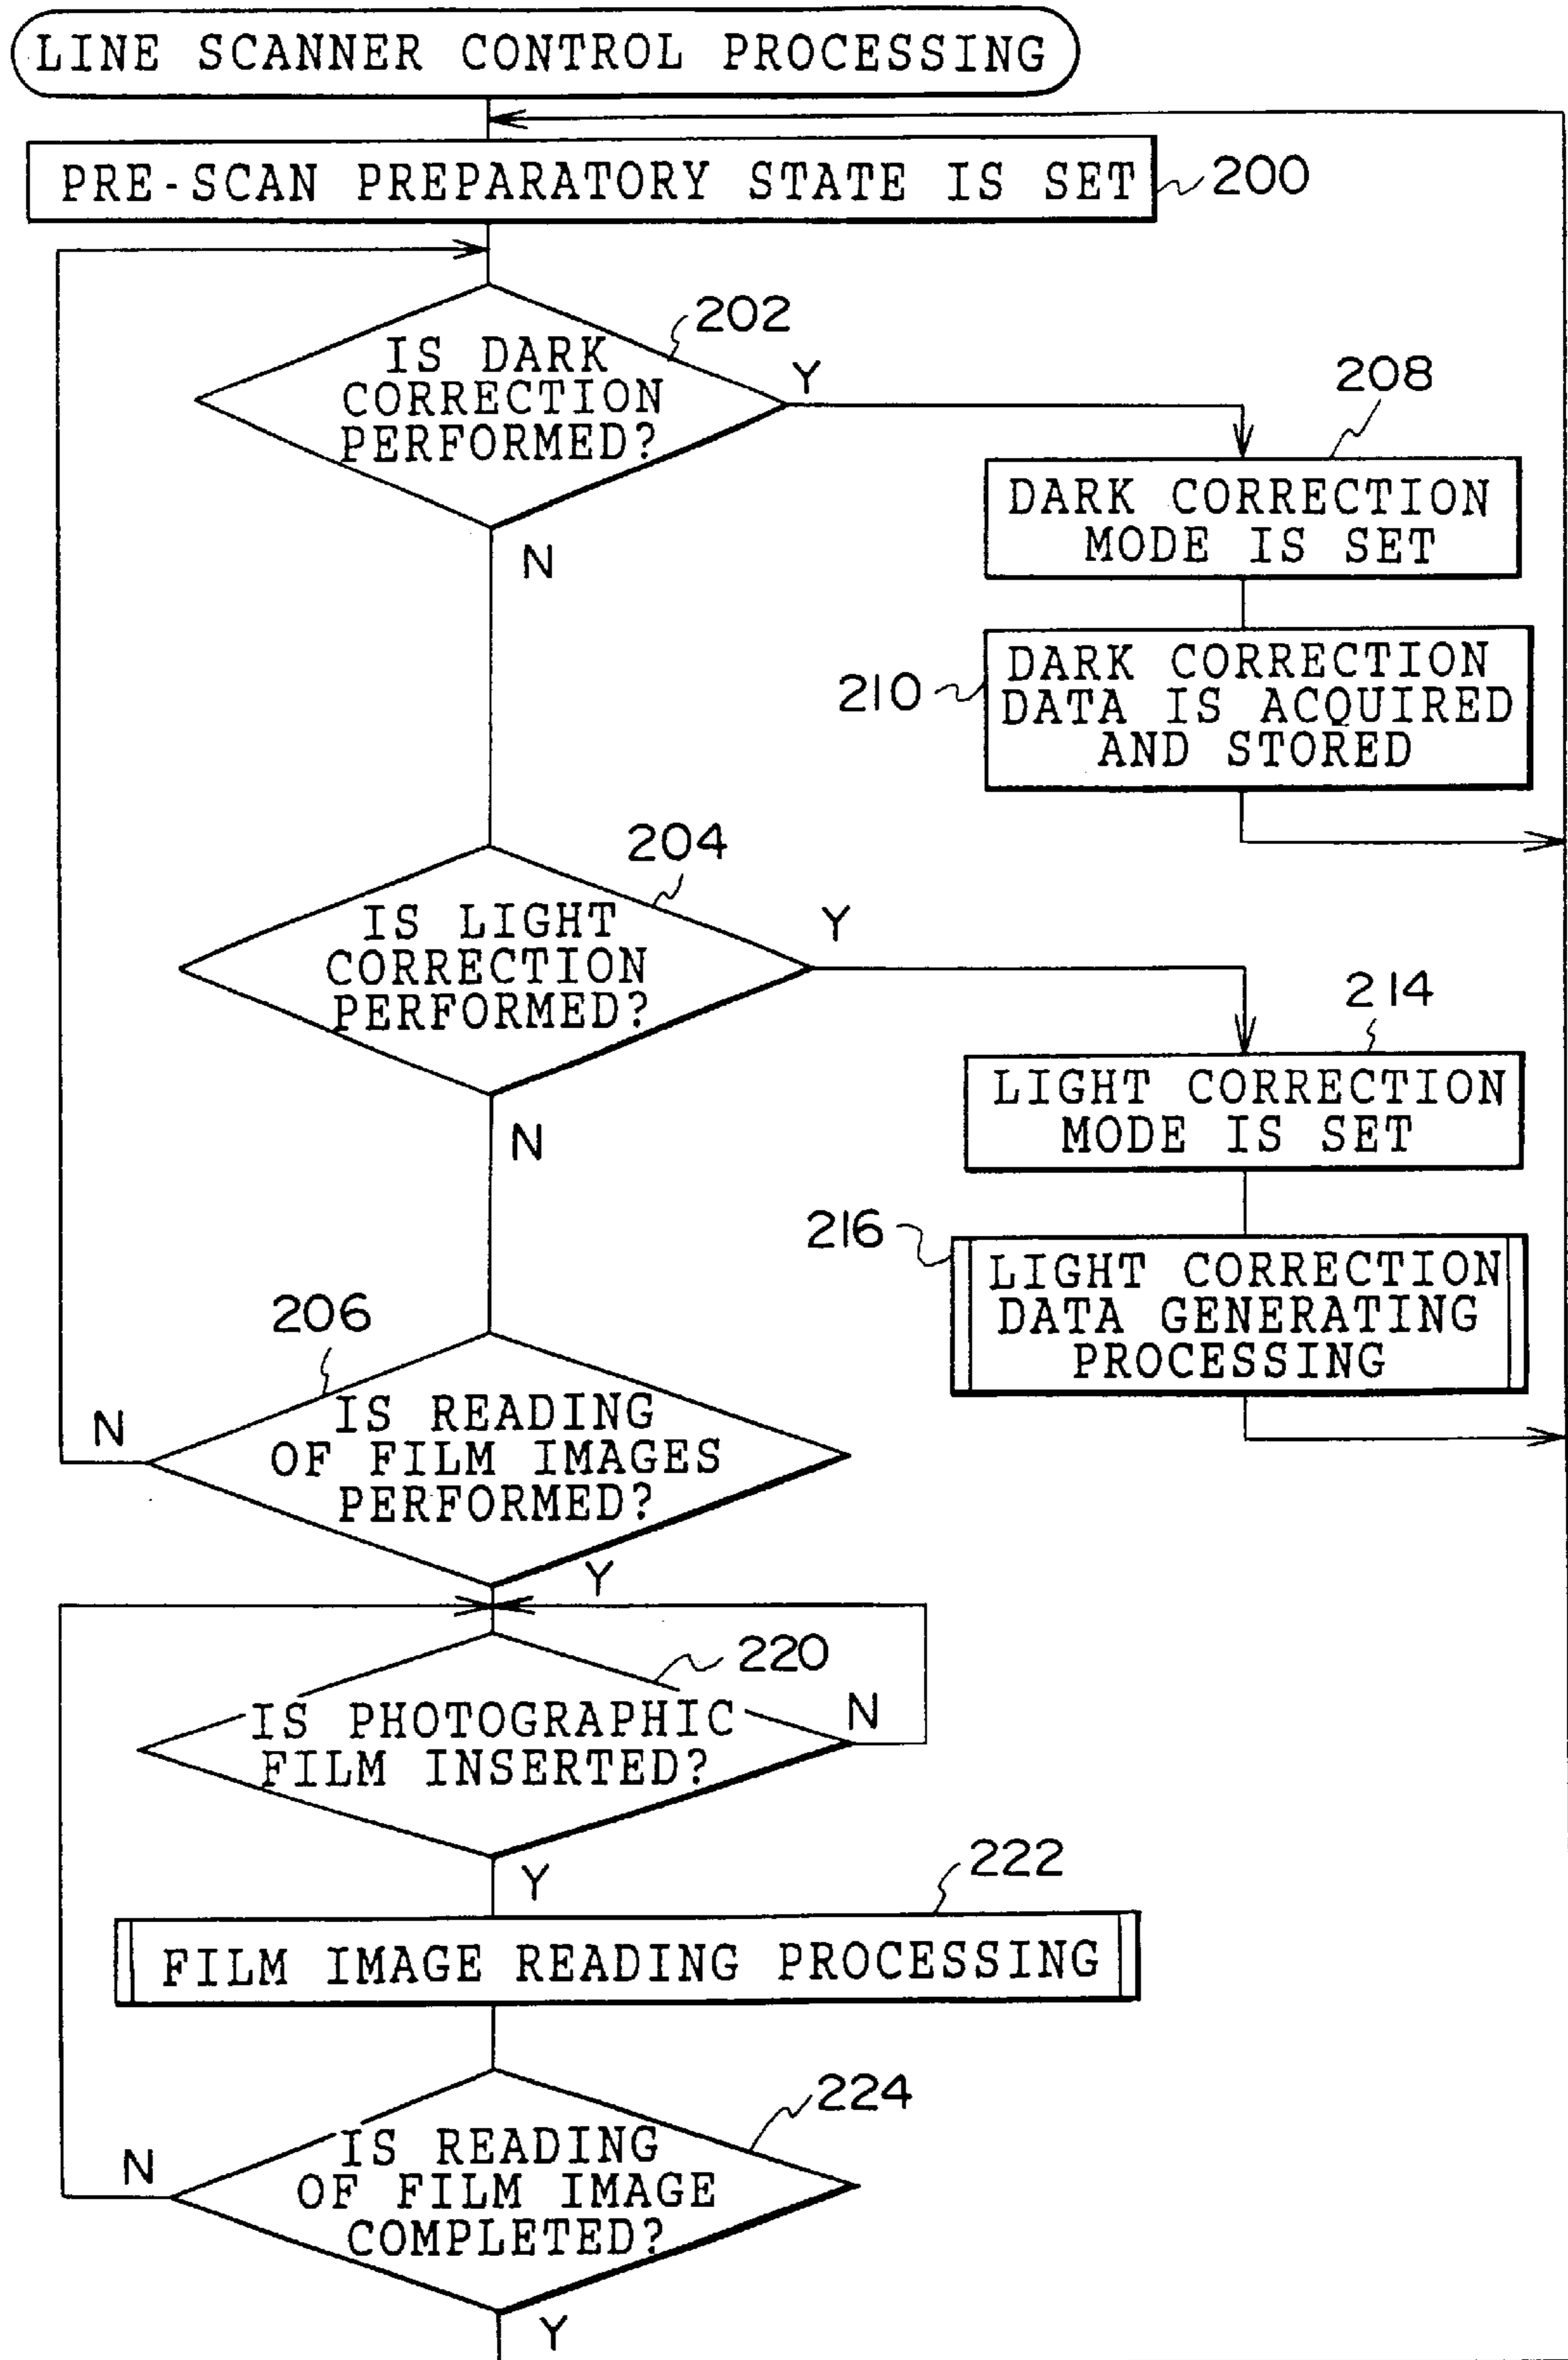 LINE SCANNER CONTROL PROCESSING
PRE-SCAN PREPARATORY STATE IS SET
200
202
IS DARK
CORRECTION
PERFORMED?
Y
N
208
DARK CORRECTION
MODE IS SET
210
DARK CORRECTION
DATA IS ACQUIRED
AND STORED
204
IS LIGHT
CORRECTION
PERFORMED?
Y
N
214
LIGHT CORRECTION
MODE IS SET
216
LIGHT CORRECTION
DATA GENERATING
PROCESSING
206
IS READING
OF FILM IMAGES
PERFORMED?
N
Y
220
IS PHOTOGRAPHIC
FILM INSERTED?
N
Y
222
FILM IMAGE READING PROCESSING
224
IS READING
OF FILM IMAGE
COMPLETED?
N
Y